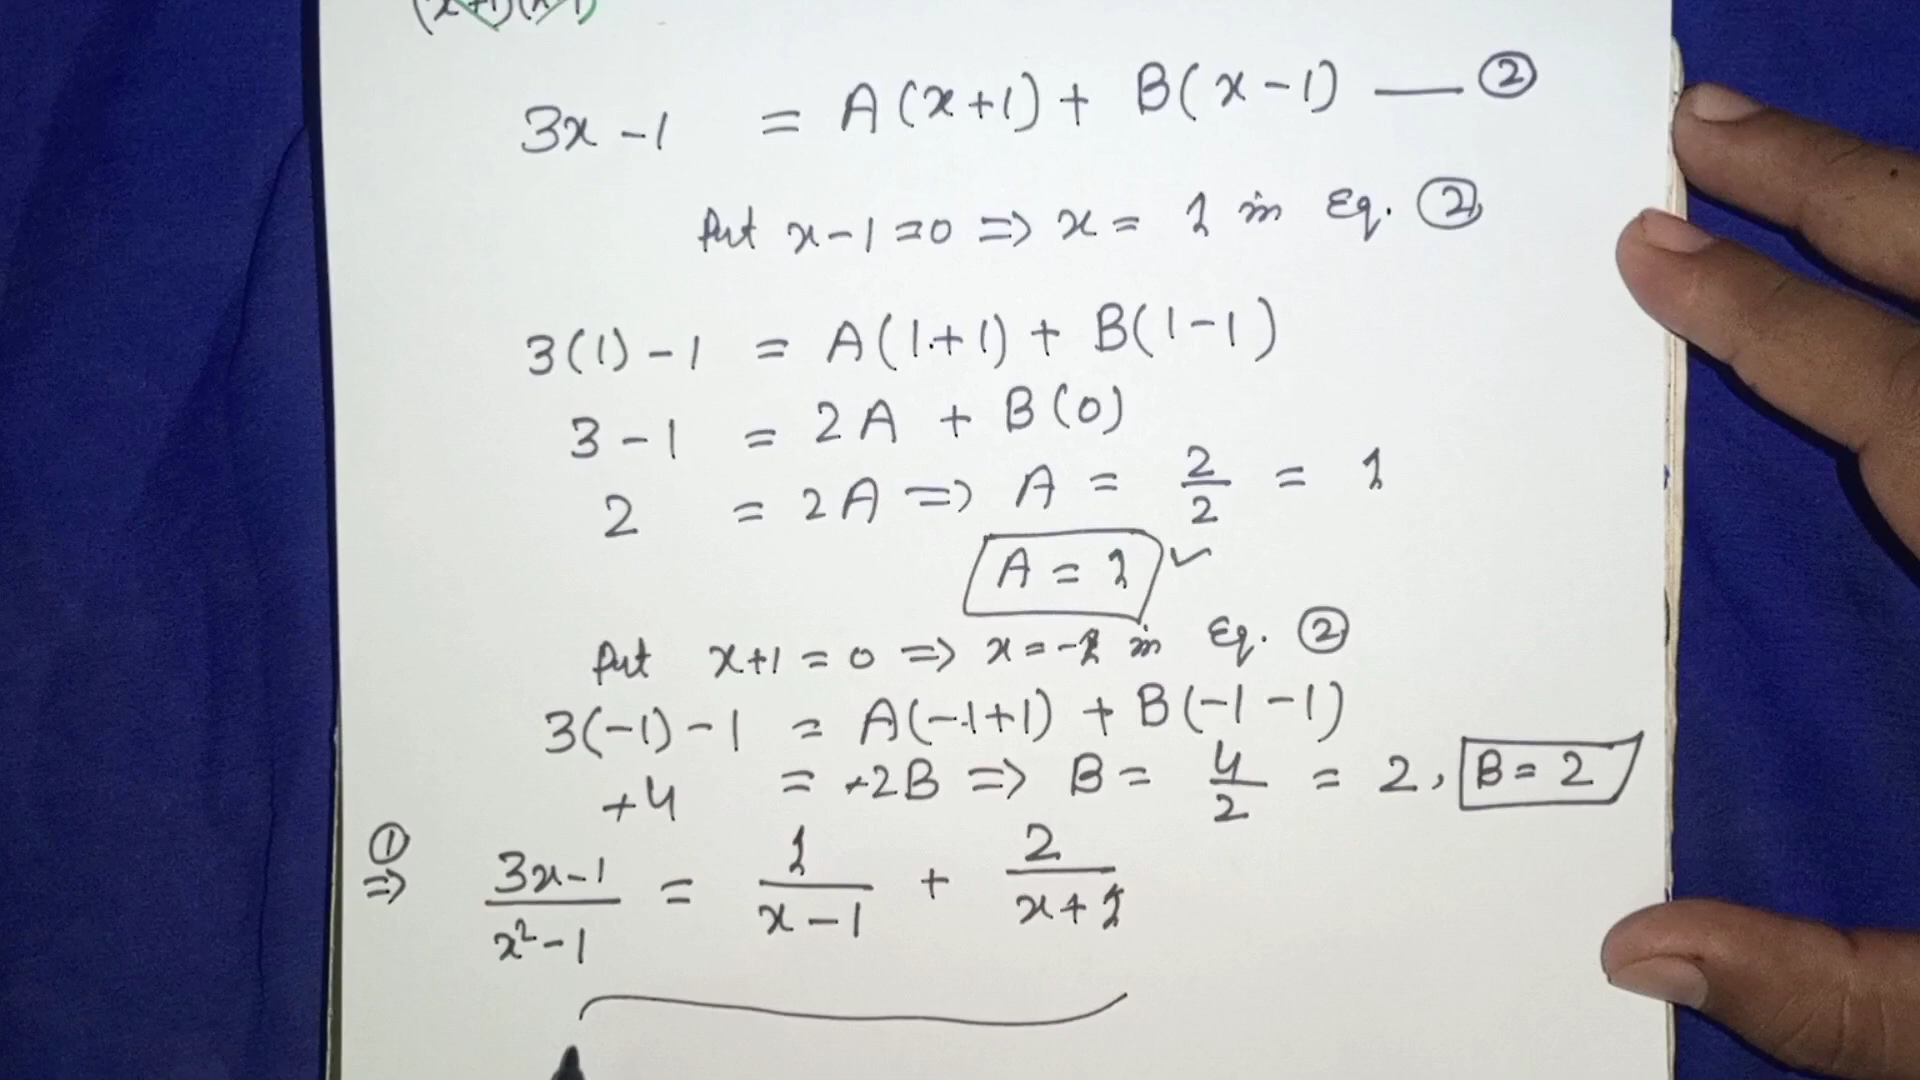 (x+1)(x-1)
3x-1 = A(x+1) + B(x-1) — ②
Put x-1=0 => x = 1 in Eq. ②
3(1)-1 = A(1+1) + B(1-1)
3-1 = 2A + B(0)
2 = 2A => A = 2/2 = 1
A = 1 ✓
Put x+1=0 => x=-1 in Eq. ②
3(-1)-1 = A(-1+1) + B(-1-1)
+4 = +2B => B = 4/2 = 2, B = 2
① => 3x-1/x²-1 = 1/x-1 + 2/x+1